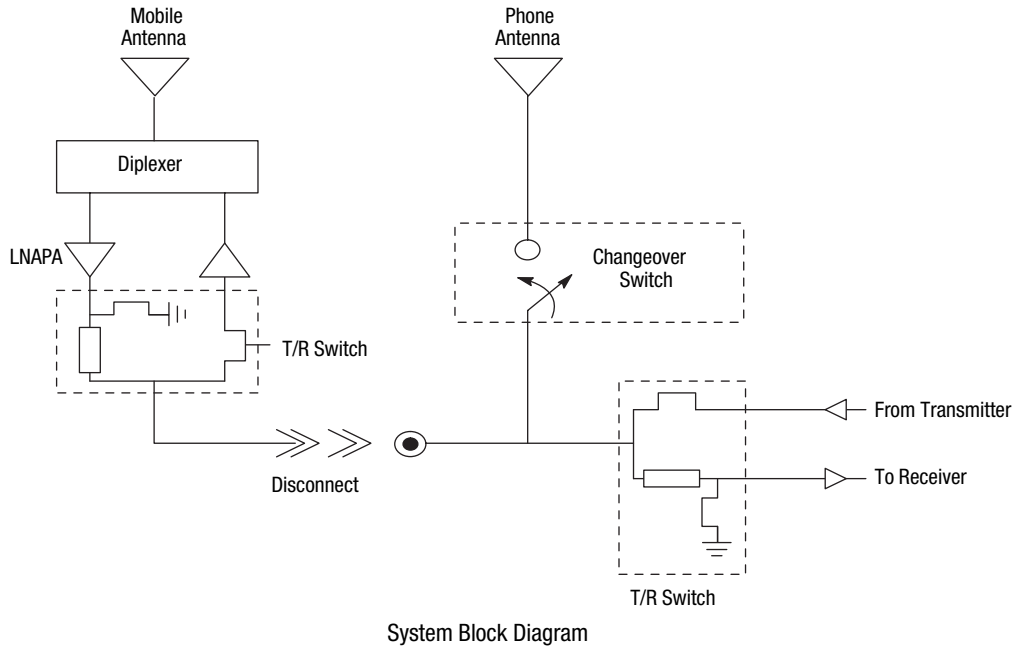 Mobile
Antenna
Phone
Antenna
Diplexer
LNAPA
Changeover
Switch
T/R Switch
From Transmitter
To Receiver
Disconnect
T/R Switch
System Block Diagram